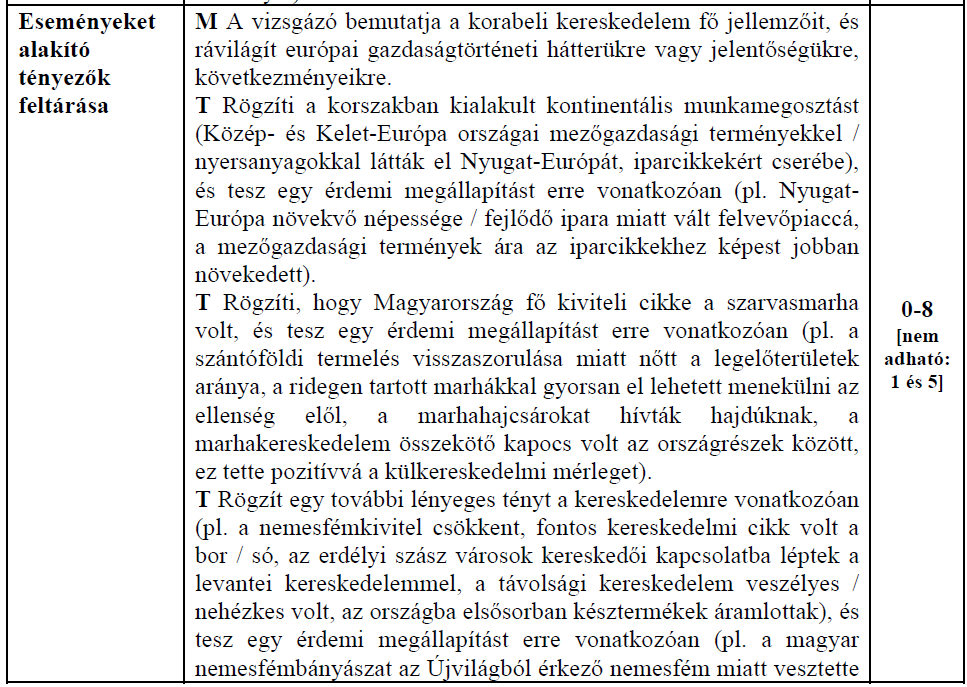 Eseményeket
alakító
tényezők
feltárása
M A vizsgázó bemutatja a korabeli kereskedelem fő jellemzőit, és
rávilágít európai gazdaságtörténeti hátterükre vagy jelentőségükre,
következményeikre.
T Rögzíti a korszakban kialakult kontinentális munkamegosztást
(Közép- és Kelet-Európa országai mezőgazdasági terményekkel /
nyersanyagokkal látták el Nyugat-Európát, iparcikkekért cserébe),
és tesz egy érdemi megállapítást erre vonatkozóan (pl. Nyugat-
Európa növekvő népessége / fejlődő ipara miatt vált felvevőpiaccá,
a mezőgazdasági termények ára az iparcikkekhez képest jobban
növekedett).
T Rögzíti, hogy Magyarország fő kiviteli cikke a szarvasmarha
volt, és tesz egy érdemi megállapítást erre vonatkozóan (pl. a
szántóföldi termelés visszaszorulása miatt nőtt a legelőterületek
aránya, a ridegen tartott marhákkal gyorsan el lehetett menekülni az
ellenség elől, a marhahajcsárokat hívták hajdúknak, a
marhakereskedelem összekötő kapocs volt az országrészek között,
ez tette pozitívvá a külkereskedelmi mérleget).
T Rögzít egy további lényeges tényt a kereskedelemre vonatkozóan
(pl. a nemesfémkivitel csökkent, fontos kereskedelmi cikk volt a
bor / só, az erdélyi szász városok kereskedői kapcsolatba léptek a
levantei kereskedelemmel, a távolsági kereskedelem veszélyes /
nehézkes volt, az országba elsősorban késztermékek áramlottak), és
tesz egy érdemi megállapítást erre vonatkozóan (pl. a magyar
nemesfémbányászat az Újvilágból érkező nemesfém miatt vesztette
0-8
[nem
adható:
1 és 5]